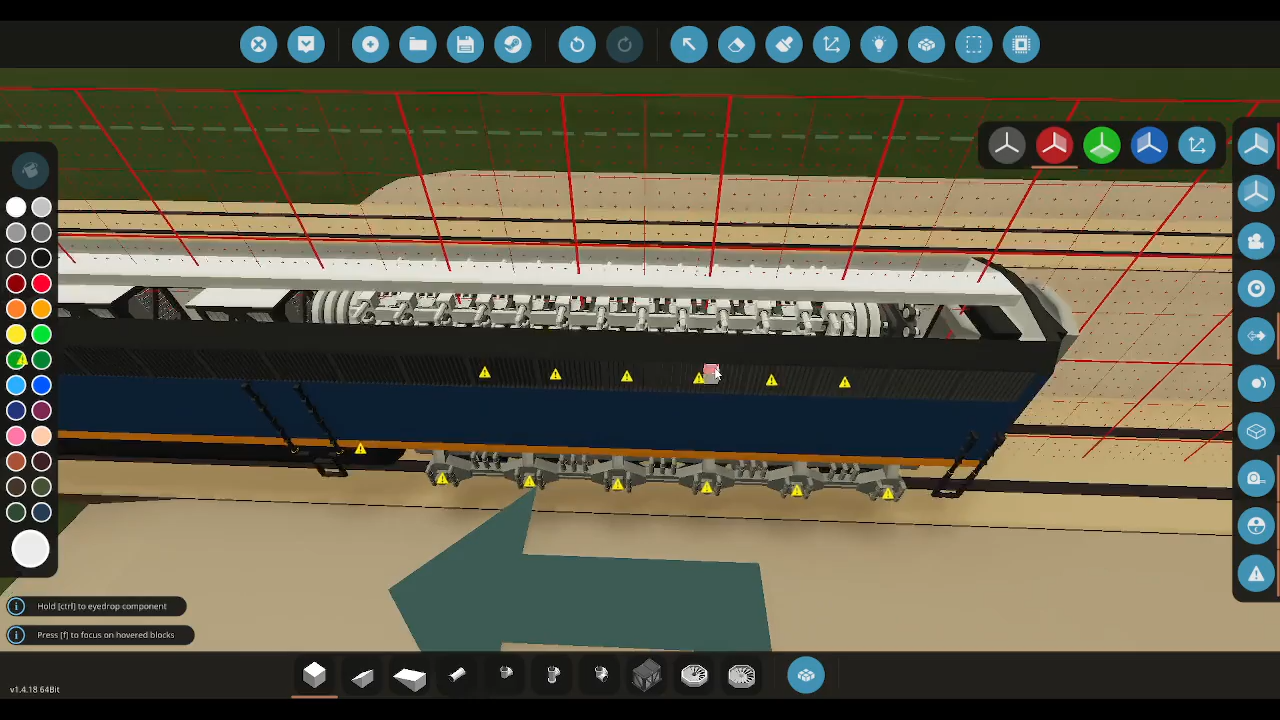 Hold [ctrl] to eyedrop component
Press [f] to focus on hovered blocks
v1.4.18 64Bit